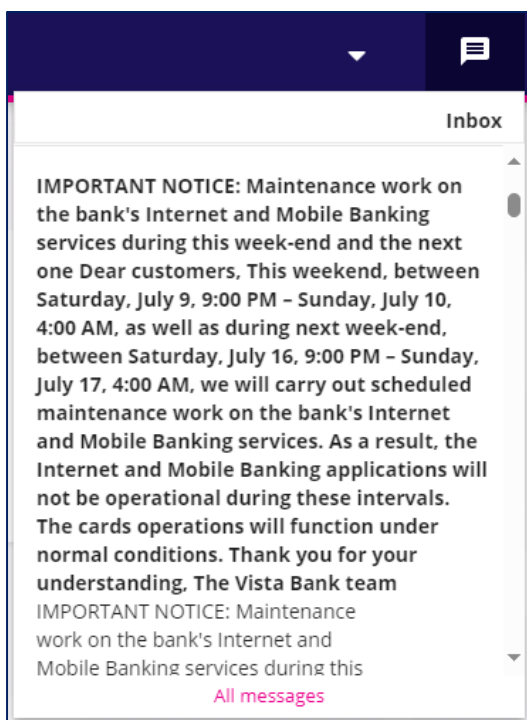 Inbox
IMPORTANT NOTICE: Maintenance work on
the bank's Internet and Mobile Banking
services during this week-end and the next
one Dear customers, This weekend, between
Saturday, July 9, 9:00 PM – Sunday, July 10,
4:00 AM, as well as during next week-end,
between Saturday, July 16, 9:00 PM – Sunday,
July 17, 4:00 AM, we will carry out scheduled
maintenance work on the bank's Internet
and Mobile Banking services. As a result, the
Internet and Mobile Banking applications will
not be operational during these intervals.
The cards operations will function under
normal conditions. Thank you for your
understanding, The Vista Bank team
IMPORTANT NOTICE: Maintenance
work on the bank's Internet and
Mobile Banking services during this
All messages